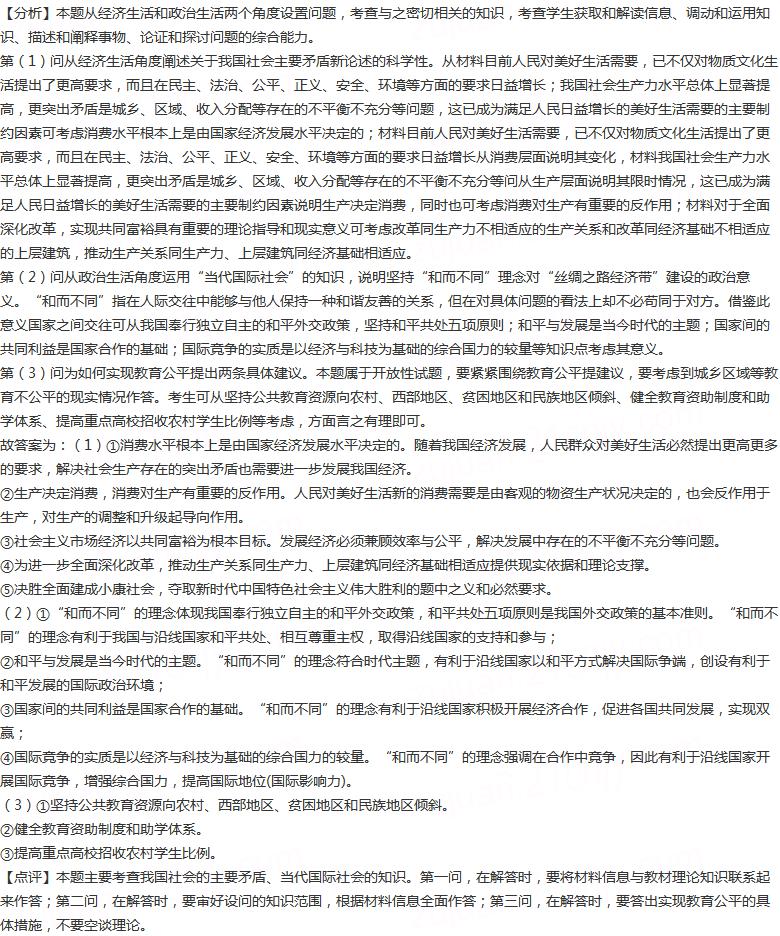 【分析】本题从经济生活和政治生活两个角度设置问题，考查与之密切相关的知识，考查学生获取和解读信息、调动和运用知
识、描述和阐释事物、论证和探讨问题的综合能力。
第（1）问从经济生活角度阐述关于我国社会主要矛盾新论述的科学性。从材料目前人民对美好生活需要，已不仅对物质文化生
活提出了更高要求，而且在民主、法治、公平、正义、安全、环境等方面的要求日益增长；我国社会生产力水平总体上显著提
高，更突出矛盾是城乡、区域、收入分配等存在的不平衡不充分等问题，这已成为满足人民日益增长的美好生活需要的主要制
约因素可考虑消费水平根本上是由国家经济发展水平决定的；材料目前人民对美好生活需要，已不仅对物质文化生活提出了更
高要求，而且在民主、法治、公平、正义、安全、环境等方面的要求日益增长从消费层面说明其变化，材料我国社会生产力水
平总体上显著提高，更突出矛盾是城乡、区域、收入分配等存在的不平衡不充分等问从生产层面说明其限时情况，这已成为满
足人民日益增长的美好生活需要的主要制约因素说明生产决定消费，同时也可考虑消费对生产有重要的反作用；材料对于全面
深化改革，实现共同富裕具有重要的理论指导和现实意义可考虑改革同生产力不相适应的生产关系和改革同经济基础不相适应
的上层建筑，推动生产关系同生产力、上层建筑同经济基础相适应。
第（2）问从政治生活角度运用“当代国际社会”的知识，说明坚持“和而不同”理念对“丝绸之路经济带”建设的政治意
义。“和而不同”指在人际交往中能够与他人保持一种和谐友善的关系，但在对具体问题的看法上却不必苟同于对方。借鉴此
意义国家之间交往可从我国奉行独立自主的和平外交政策，坚持和平共处五项原则；和平与发展是当今时代的主题；国家间的
共同利益是国家合作的基础；国际竞争的实质是以经济与科技为基础的综合国力的较量等知识点考虑其意义。
第（3）问为如何实现教育公平提出两条具体建议。本题属于开放性试题，要紧紧围绕教育公平提建议，要考虑到城乡区域等教
育不公平的现实情况作答。考生可从坚持公共教育资源向农村、西部地区、贫困地区和民族地区倾斜、健全教育资助制度和助
学体系、提高重点高校招收农村学生比例等考虑，方面言之有理即可。
故答案为：（1）①消费水平根本上是由国家经济发展水平决定的。随着我国经济发展，人民群众对美好生活必然提出更高更多
的要求，解决社会生产存在的突出矛盾也需要进一步发展我国经济。
②生产决定消费，消费对生产有重要的反作用。人民对美好生活新的消费需要是由客观的物资生产状况决定的，也会反作用于
生产，对生产的调整和升级起导向作用。
③社会主义市场经济以共同富裕为根本目标。发展经济必须兼顾效率与公平，解决发展中存在的不平衡不充分等问题。
④为进一步全面深化改革，推动生产关系同生产力、上层建筑同经济基础相适应提供现实依据和理论支撑。
⑤决胜全面建成小康社会，夺取新时代中国特色社会主义伟大胜利的题中之义和必然要求。
（2）①“和而不同”的理念体现我国奉行独立自主的和平外交政策，和平共处五项原则是我国外交政策的基本准则。“和而不
同”的理念有利于我国与沿线国家和平共处、相互尊重主权，取得沿线国家的支持和参与；
②和平与发展是当今时代的主题。“和而不同”的理念符合时代主题，有利于沿线国家以和平方式解决国际争端，创设有利于
和平发展的国际政治环境；
③国家间的共同利益是国家合作的基础。“和而不同”的理念有利于沿线国家积极开展经济合作，促进各国共同发展，实现双
赢；
④国际竞争的实质是以经济与科技为基础的综合国力的较量。“和而不同”的理念强调在合作中竞争，因此有利于沿线国家开
展国际竞争，增强综合国力，提高国际地位(国际影响力)。
（3）①坚持公共教育资源向农村、西部地区、贫困地区和民族地区倾斜。
②健全教育资助制度和助学体系。
③提高重点高校招收农村学生比例。
【点评】本题主要考查我国社会的主要矛盾、当代国际社会的知识。第一问，在解答时，要将材料信息与教材理论知识联系起
来作答；第二问，在解答时，要审好设问的知识范围，根据材料信息全面作答；第三问，在解答时，要答出实现教育公平的具
体措施，不要空谈理论。